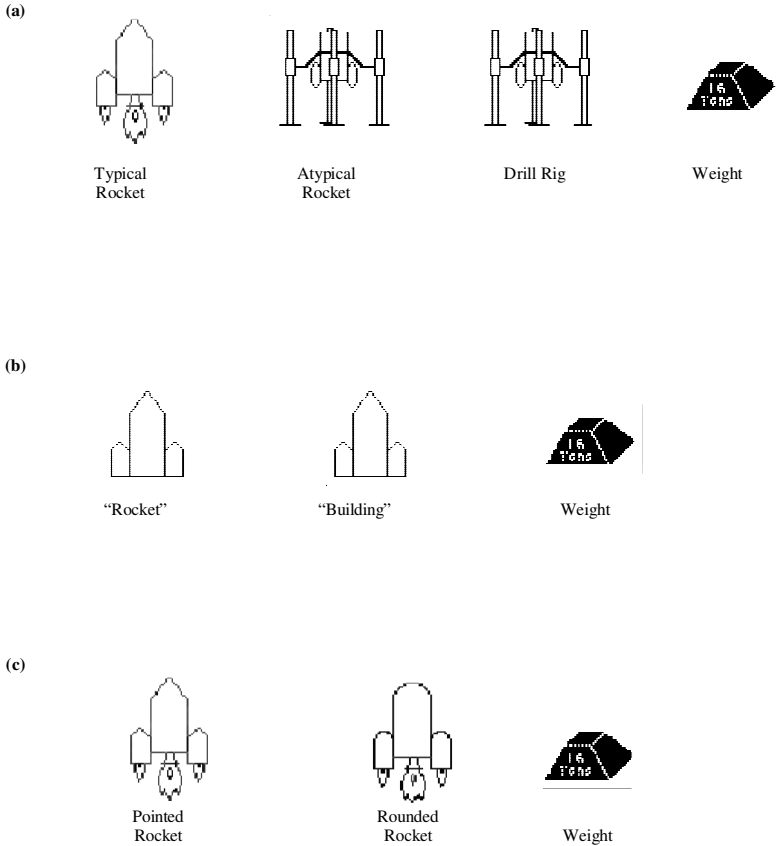 (a)
16
Tons
Typical
Rocket
Atypical
Rocket
Drill Rig
Weight
(b)
16
Tons
“Rocket”
“Building”
Weight
(c)
16
Tons
Pointed
Rocket
Rounded
Rocket
Weight